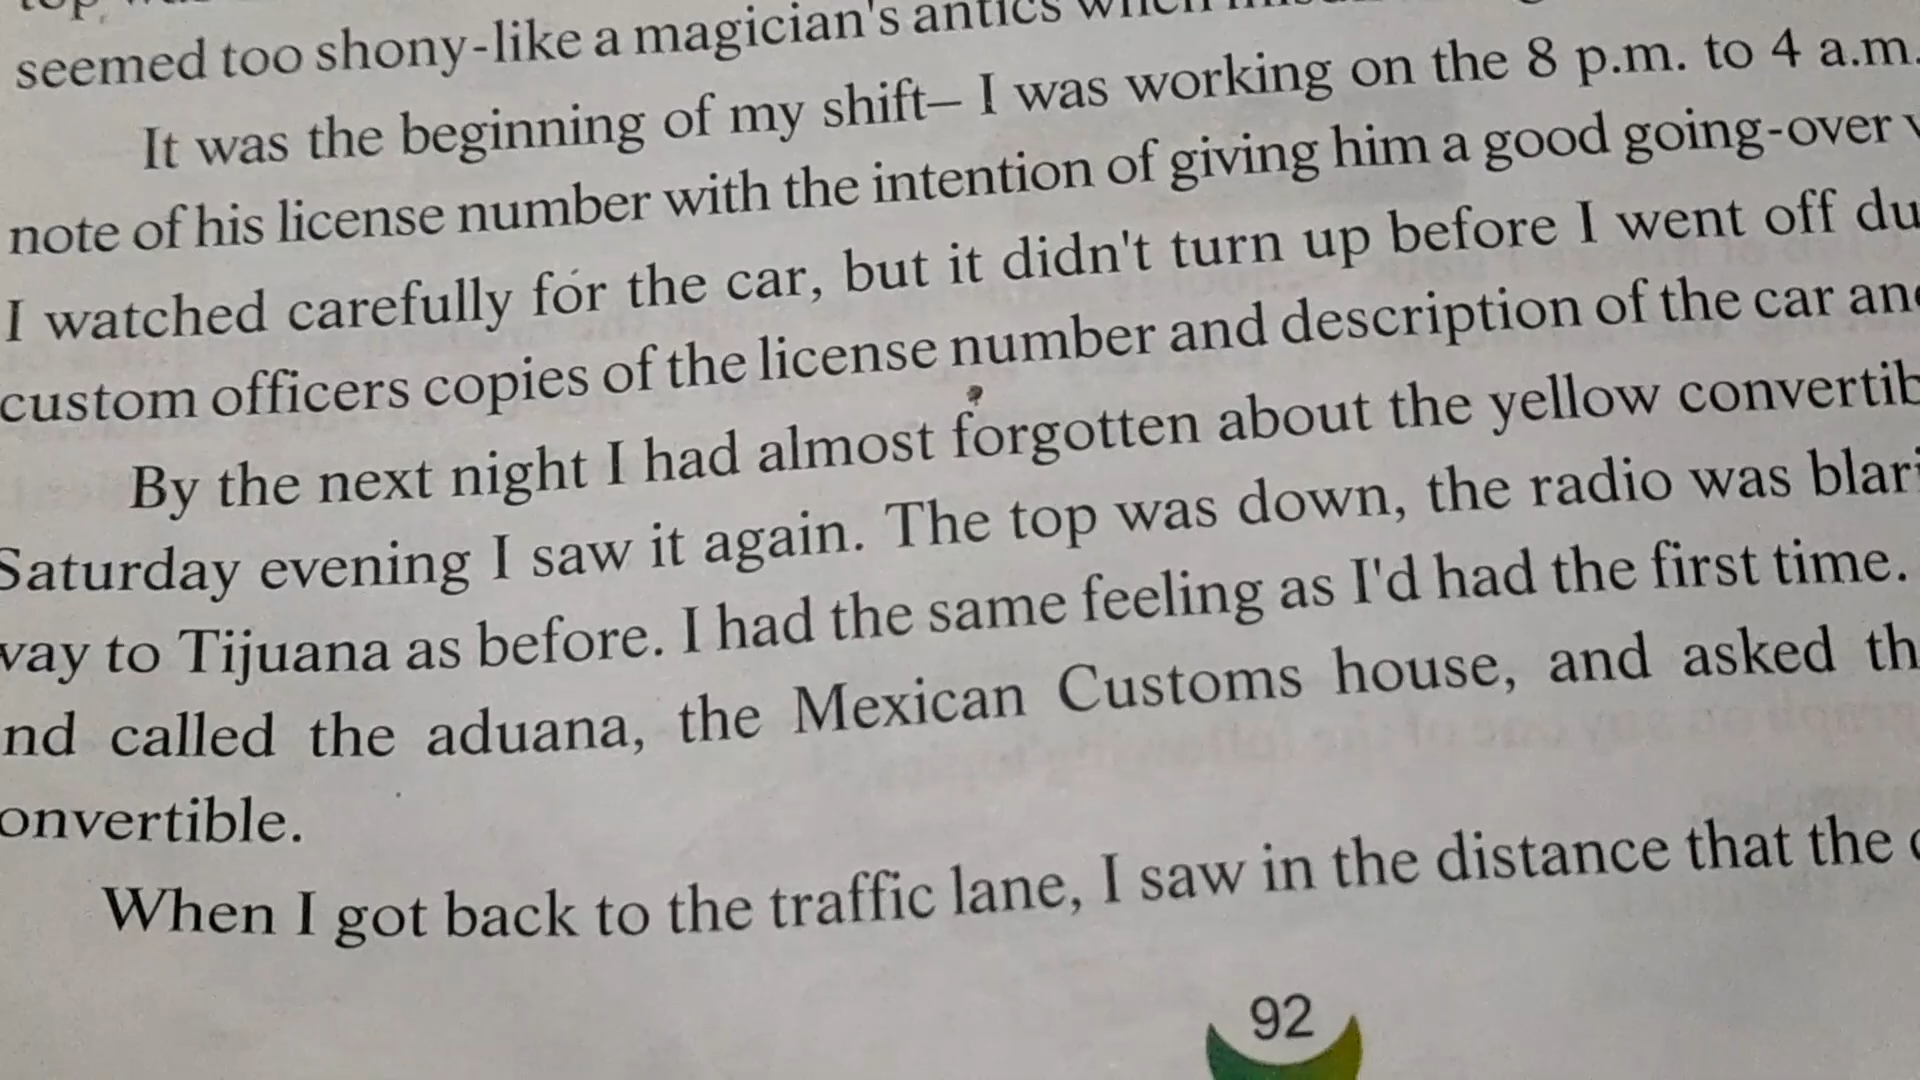 seemed too shony-like a magician's antics when
It was the beginning of my shift– I was working on the 8 p.m. to 4 a.m.
note of his license number with the intention of giving him a good going-over
I watched carefully for the car, but it didn't turn up before I went off du
custom officers copies of the license number and description of the car an
By the next night I had almost forgotten about the yellow convertib
Saturday evening I saw it again. The top was down, the radio was blari
way to Tijuana as before. I had the same feeling as I'd had the first time.
nd called the aduana, the Mexican Customs house, and asked th
onvertible.
When I got back to the traffic lane, I saw in the distance that the
92